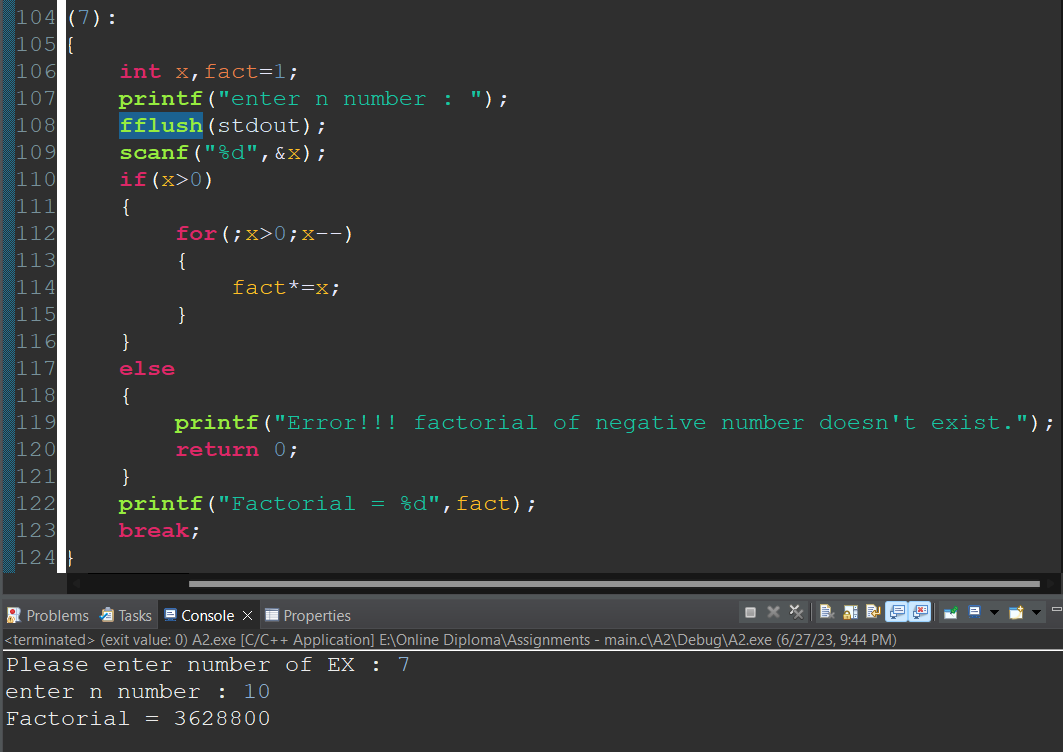 104 (7):
105 {
106     int x,fact=1;
107     printf("enter n number : ");
108     fflush(stdout);
109     scanf("%d",&x);
110     if(x>0)
111     {
112         for(;x>0;x--)
113         {
114             fact*=x;
115         }
116     }
117     else
118     {
119         printf("Error!!! factorial of negative number doesn't exist.");
120         return 0;
121     }
122     printf("Factorial = %d",fact);
123     break;
124 }
Problems Tasks Console Properties
<terminated> (exit value: 0) A2.exe [C/C++ Application] E:\Online Diploma\Assignments - main.c\A2\Debug\A2.exe (6/27/23, 9:44 PM)
Please enter number of EX : 7
enter n number : 10
Factorial = 3628800